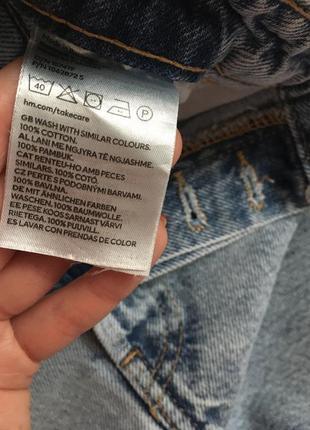 40 P
hm.com/takecare
GB WASH WITH SIMILAR COLOURS.
100% COTTON.
AL LANI ME NGJYRA TË NGJASHME.
100% PAMBUK.
CAT RENTEU-HO AMB PECES
SIMILARS. 100% COTÓ.
CZ PERTE S PODOBNÝMI BARVAMI.
100% BAVLNA.
DE MIT ÄHNLICHEN FARBEN
WASCHEN. 100% BAUMWOLLE.
EE PESE KOOS SARNAST VÄRVI
RIIETEGA. 100% PUUVILL.
ES LAVAR CON PRENDAS DE COLOR